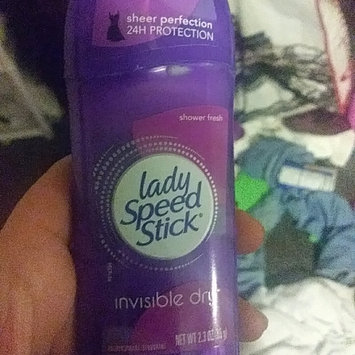 sheer perfection
24H PROTECTION
shower fresh
lady
Speed
Stick®
invisible dry
NET WT 2.3 OZ